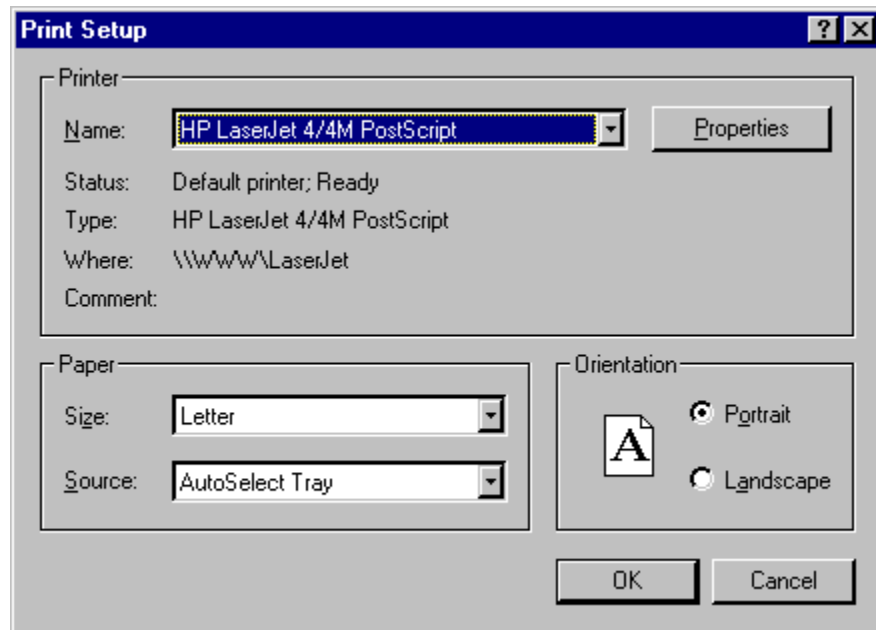 Print Setup
Printer
Name: HP LaserJet 4/4M PostScript Properties
Status: Default printer; Ready
Type: HP LaserJet 4/4M PostScript
Where: \\WWW\LaserJet
Comment:
Paper
Size: Letter
Source: AutoSelect Tray
Orientation
A
Portrait
Landscape
OK Cancel